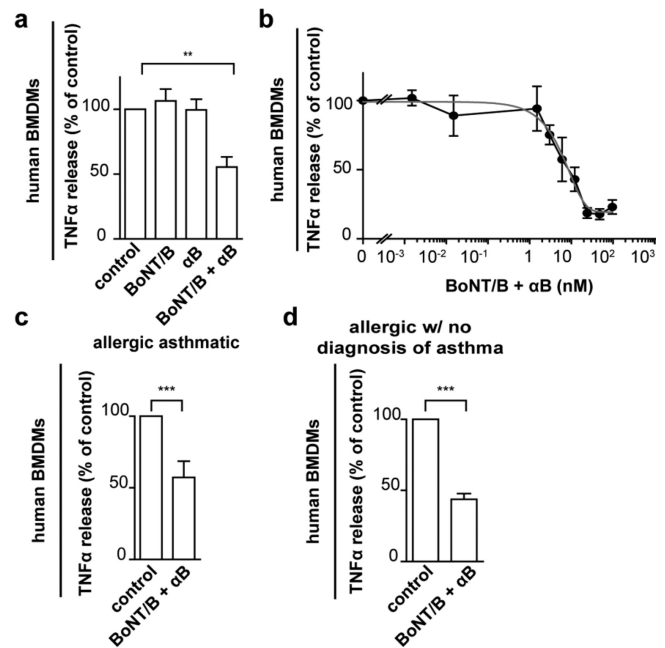 a
human BMDMs
TNFα release (% of control)
100
50
0
**
control
BoNT/B
αB
BoNT/B + αB
b
human BMDMs
TNFα release (% of control)
100
50
0
0 10⁻³ 10⁻² 10⁻¹ 1 10 10² 10³
BoNT/B + αB (nM)
c
allergic asthmatic
human BMDMs
TNFα release (% of control)
100
50
0
***
control
BoNT/B + αB
d
allergic w/ no
diagnosis of asthma
human BMDMs
TNFα release (% of control)
100
50
0
***
control
BoNT/B + αB